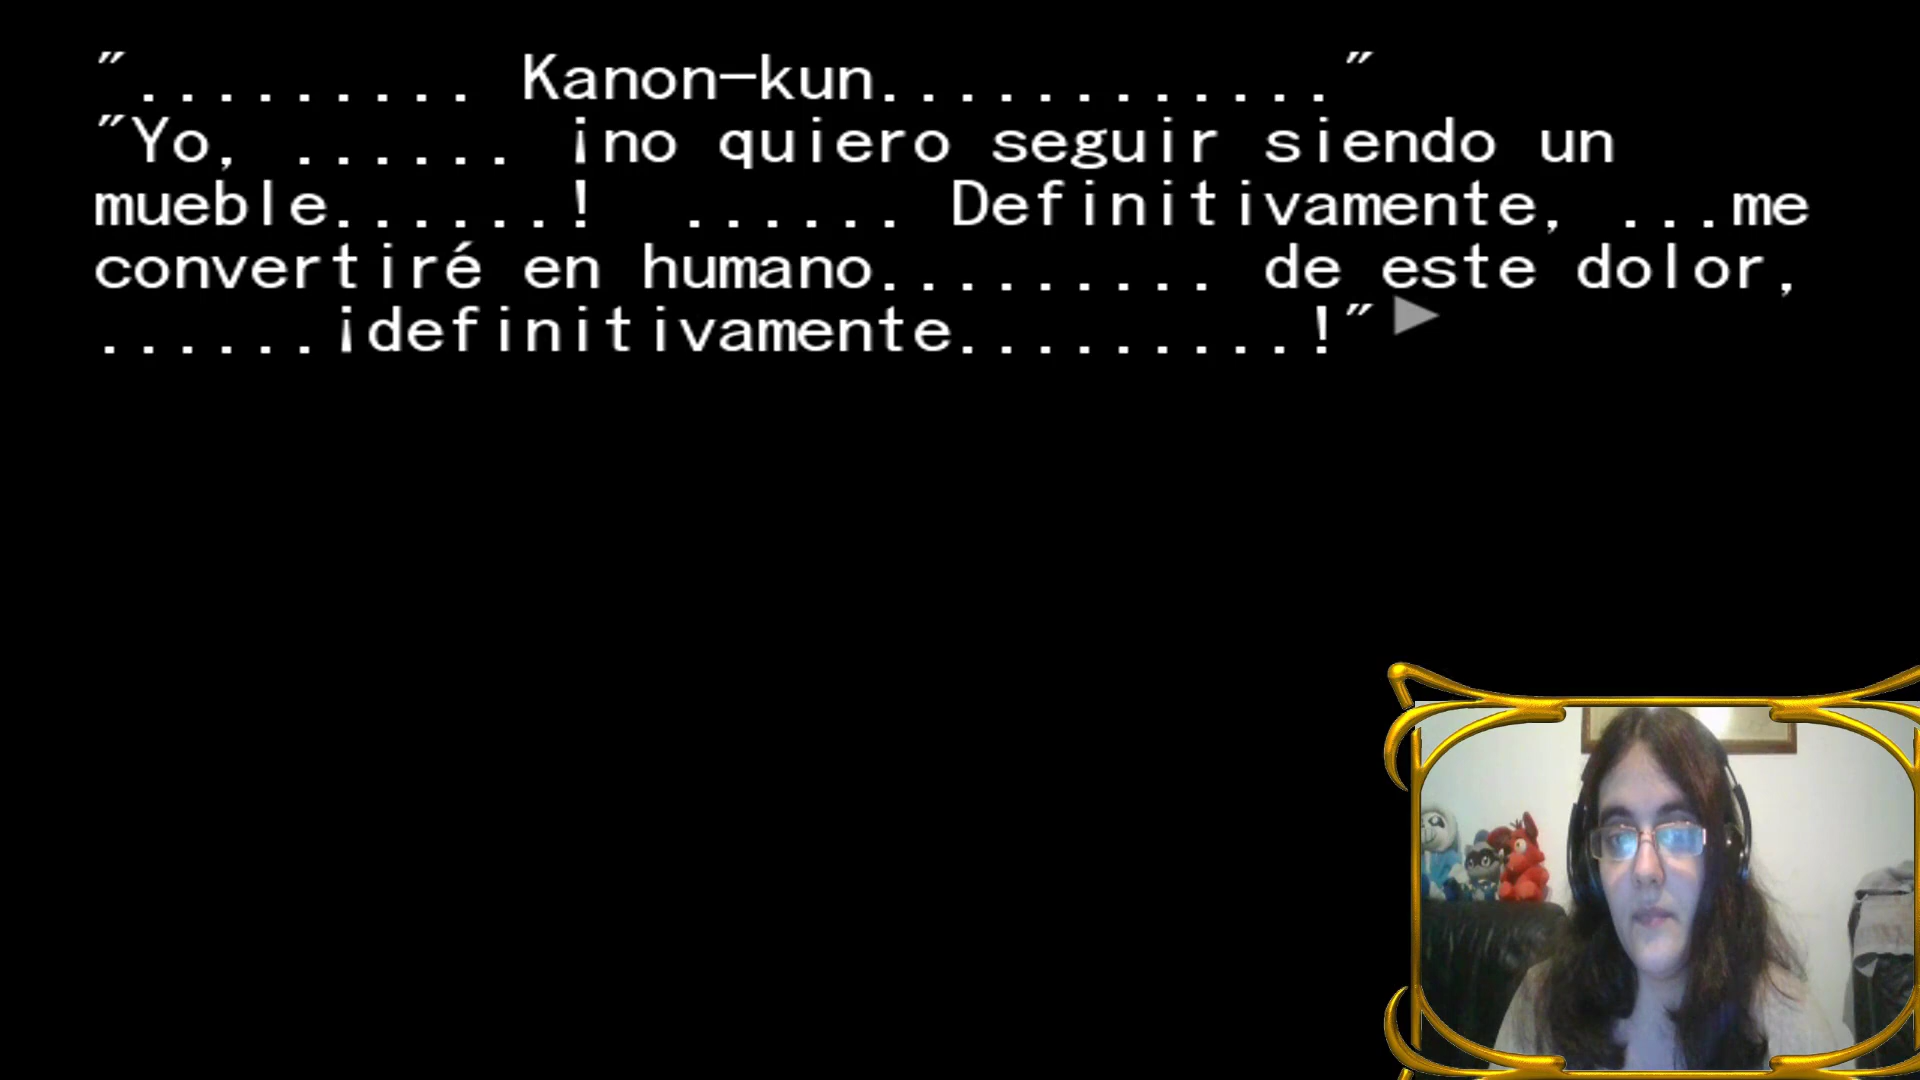 "......... Kanon-kun............"
"Yo, ...... ¡no quiero seguir siendo un
mueble......!  ...... Definitivamente, ...me
convertiré en humano......... de este dolor,
......¡definitivamente.........!"